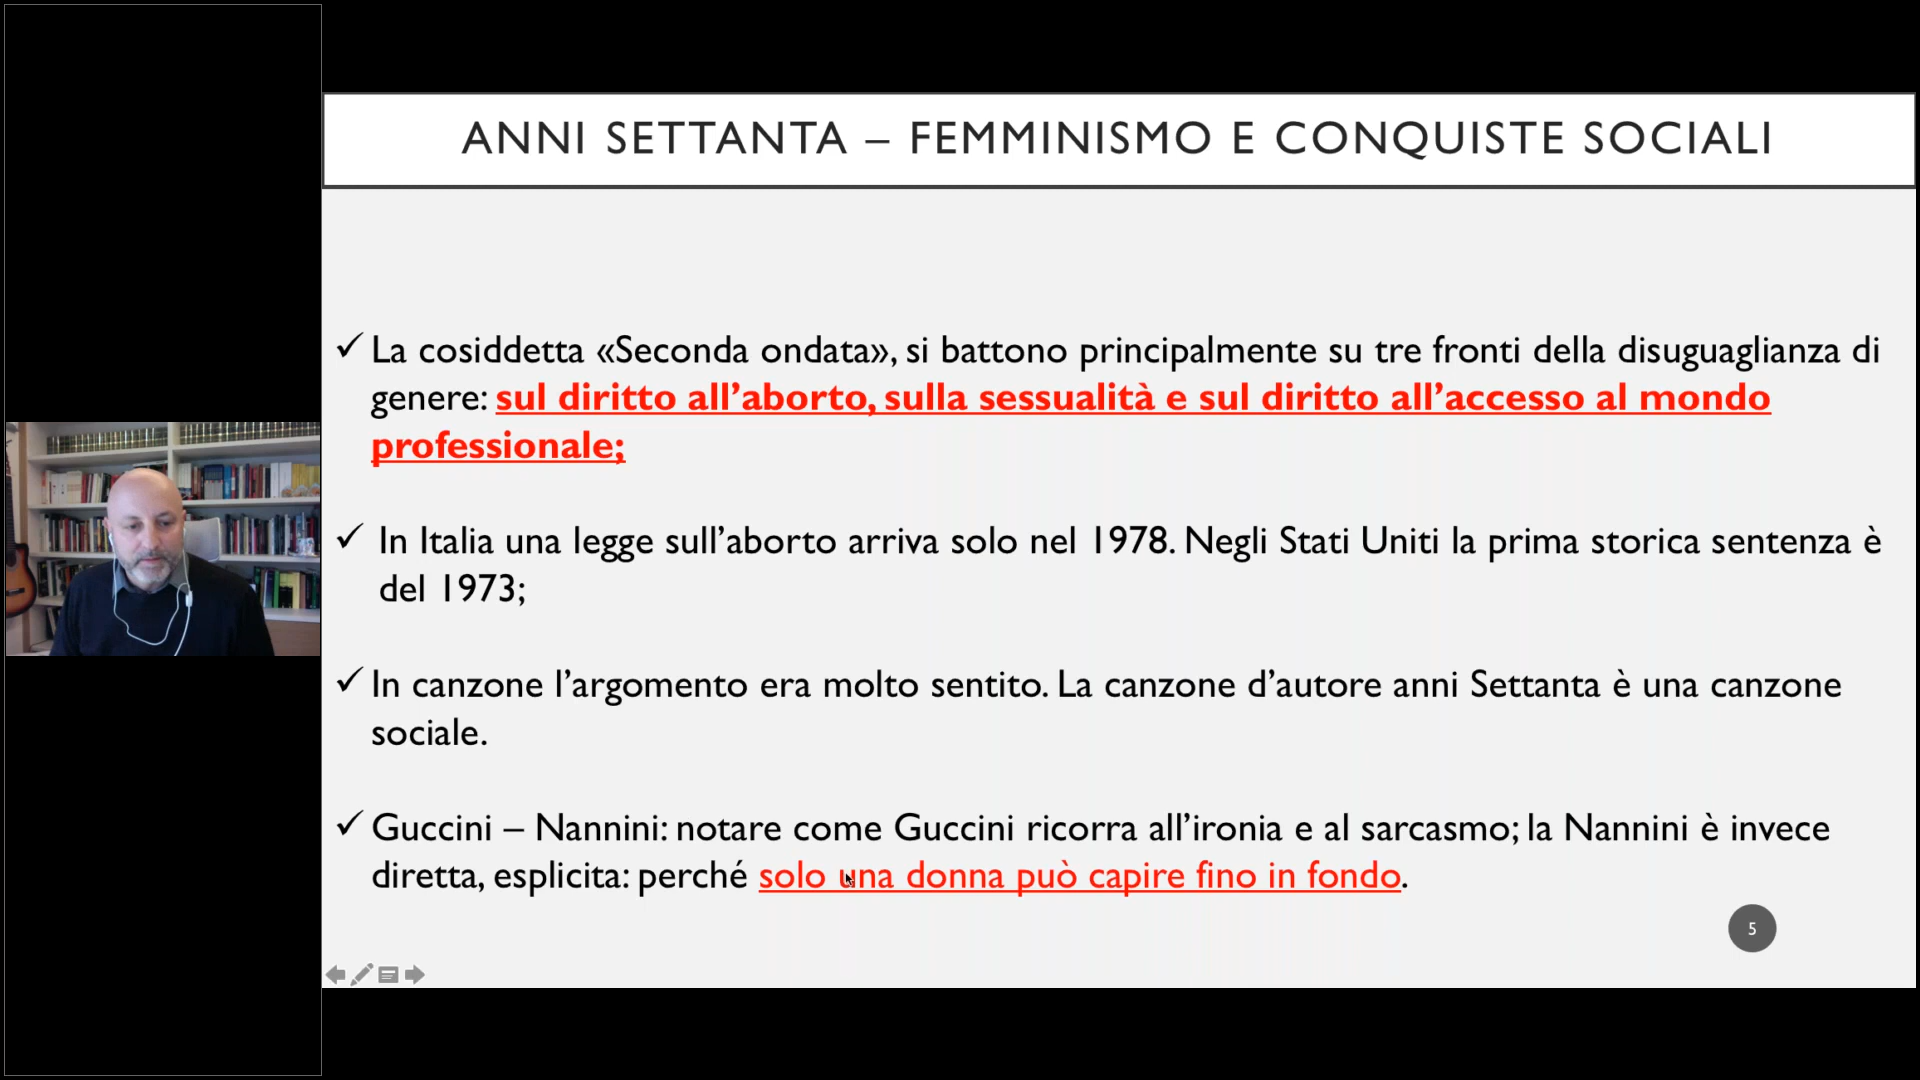 ANNI SETTANTA – FEMMINISMO E CONQUISTE SOCIALI
La cosiddetta «Seconda ondata», si battono principalmente su tre fronti della disuguaglianza di
genere: sul diritto all’aborto, sulla sessualità e sul diritto all’accesso al mondo
professionale;
In Italia una legge sull’aborto arriva solo nel 1978. Negli Stati Uniti la prima storica sentenza è
del 1973;
In canzone l’argomento era molto sentito. La canzone d’autore anni Settanta è una canzone
sociale.
Guccini – Nannini: notare come Guccini ricorra all’ironia e al sarcasmo; la Nannini è invece
diretta, esplicita: perché solo una donna può capire fino in fondo.
5